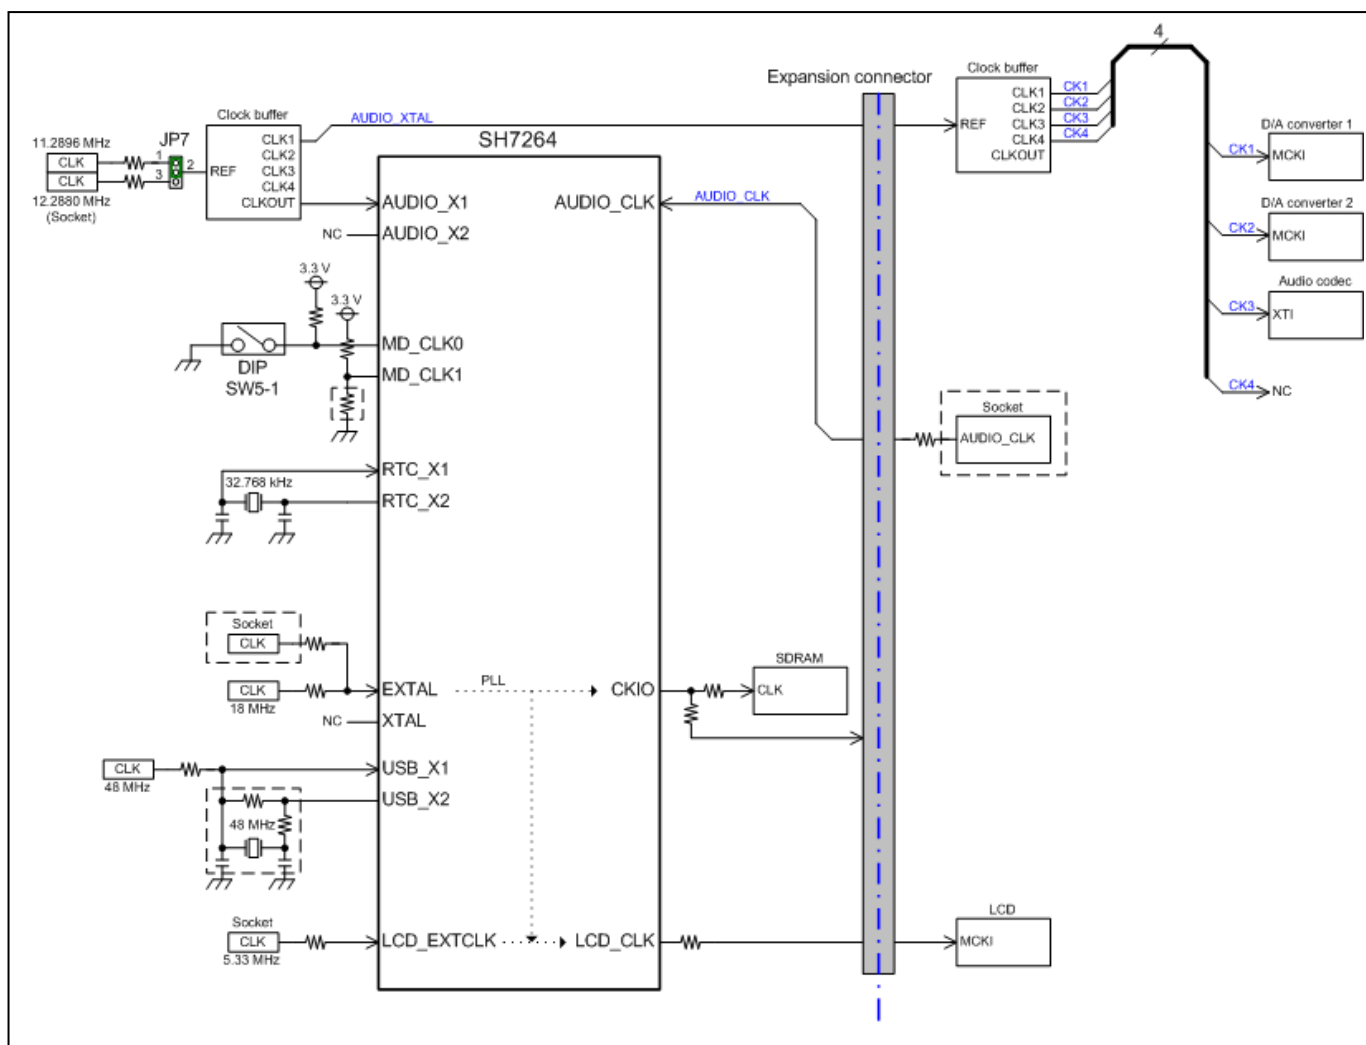 4
Expansion connector
Clock buffer
CLK1
CLK2
CLK3
CLK4
CLKOUT
REF
CK1
CK2
CK3
CK4
Clock buffer
CLK1
CLK2
CLK3
CLK4
CLKOUT
REF
AUDIO_XTAL
11.2896 MHz
CLK
CLK
12.2880 MHz
(Socket)
JP7
1
2
3
SH7264
AUDIO_X1
AUDIO_X2
NC
AUDIO_CLK
AUDIO_CLK
D/A converter 1
CK1
MCKI
D/A converter 2
CK2
MCKI
Audio codec
CK3
XTI
CK4
NC
3.3 V
3.3 V
DIP
SW5-1
MD_CLK0
MD_CLK1
Socket
AUDIO_CLK
RTC_X1
32.768 kHz
RTC_X2
Socket
CLK
CLK
18 MHz
EXTAL
PLL
CKIO
NC
XTAL
SDRAM
CLK
CLK
48 MHz
USB_X1
USB_X2
48 MHz
Socket
CLK
5.33 MHz
LCD_EXTCLK
LCD_CLK
LCD
MCKI